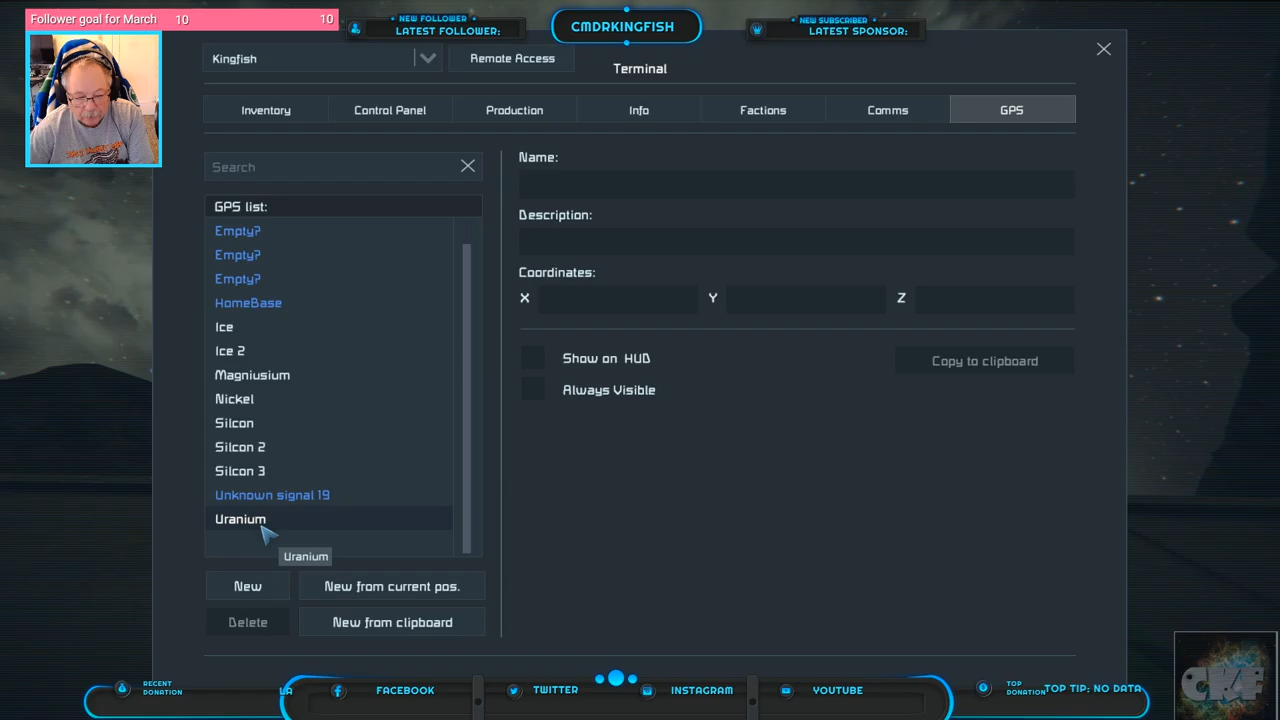 Follower goal for March 10 10
NEW FOLLOWER
LATEST FOLLOWER:
CMDRKINGFISH
NEW SUBSCRIBER
LATEST SPONSOR:
Kingfish
Remote Access
Terminal
Inventory
Control Panel
Production
Info
Factions
Comms
GPS
Search
GPS list:
Empty?
Empty?
Empty?
HomeBase
Ice
Ice 2
Magniusium
Nickel
Silcon
Silcon 2
Silcon 3
Unknown signal 19
Uranium
Uranium
New
New from current pos.
Delete
New from clipboard
Name:
Description:
Coordinates:
X
Y
Z
Show on HUD
Copy to clipboard
Always Visible
RECENT
DONATION
LA
FACEBOOK
TWITTER
INSTAGRAM
YOUTUBE
TOP
DONATION
TOP TIP: NO DATA
CKF